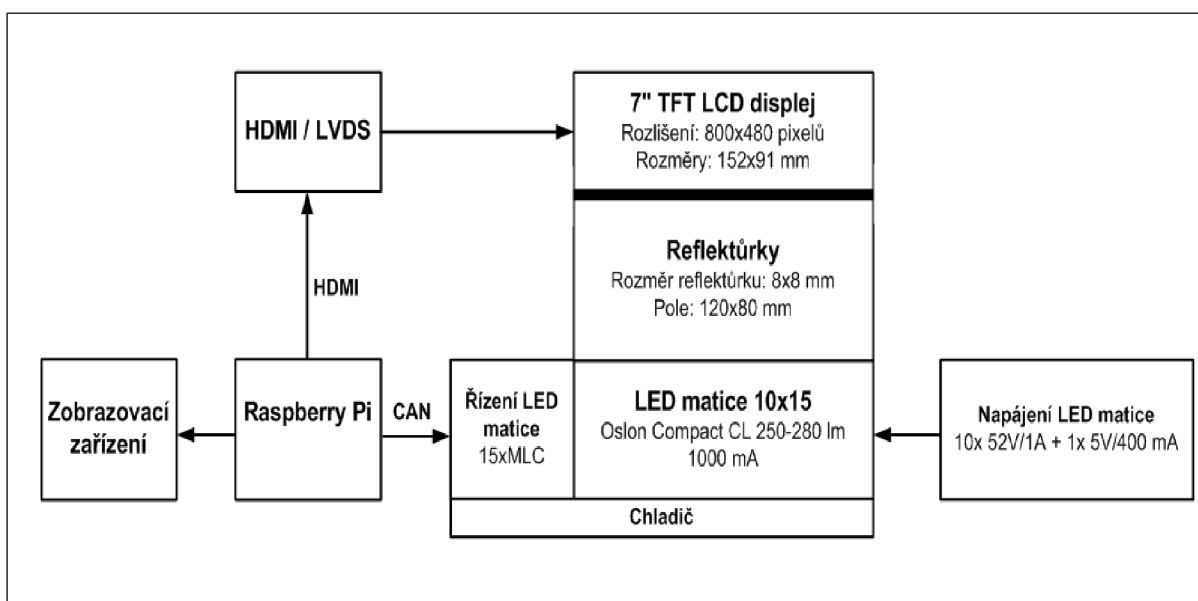 HDMI / LVDS
7" TFT LCD displej
Rozlišení: 800x480 pixelů
Rozměry: 152x91 mm
Reflektůrky
Rozměr reflektůrku: 8x8 mm
Pole: 120x80 mm
HDMI
Zobrazovací
zařízení
Raspberry Pi
CAN
Řízení LED
matice
15xMLC
LED matice 10x15
Oslon Compact CL 250-280 lm
1000 mA
Napájení LED matice
10x 52V/1A + 1x 5V/400 mA
Chladič